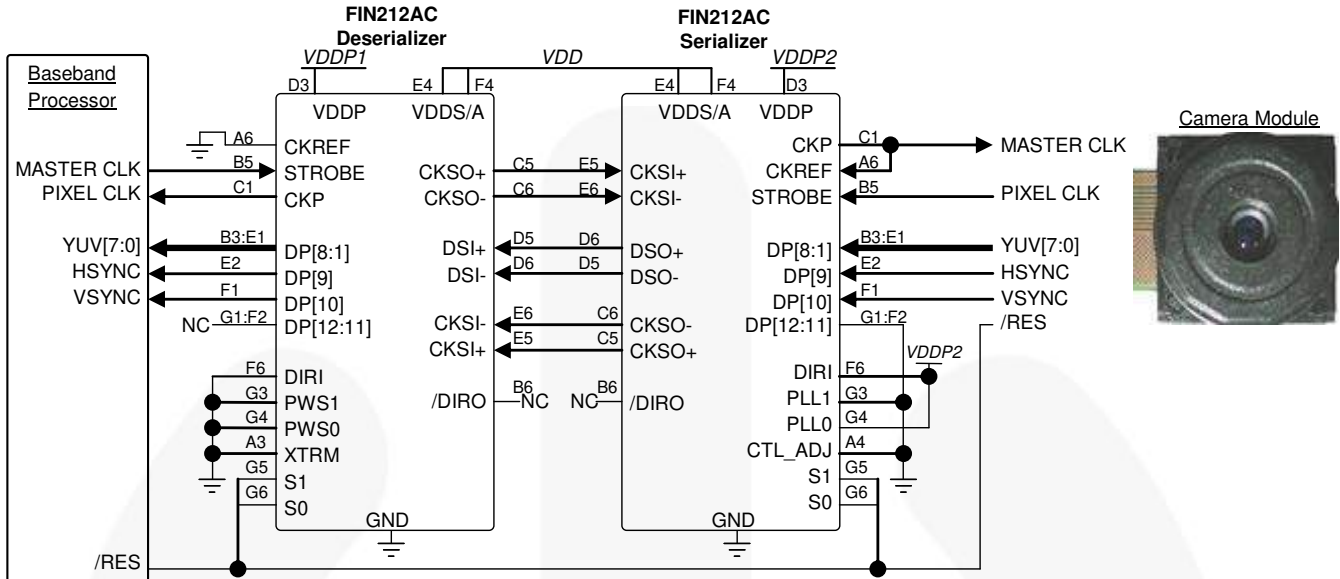 FIN212AC
Deserializer
FIN212AC
Serializer
VDDP1
VDD
VDDP2
Baseband
Processor
D3
E4
F4
E4
F4
D3
VDDP
VDDS/A
VDDS/A
VDDP
Camera Module
A6
CKREF
CKP
C1
MASTER CLK
MASTER CLK
B5
STROBE
CKSO+
C5
E5
CKSI+
CKREF
A6
PIXEL CLK
C1
CKP
CKSO-
C6
E6
CKSI-
STROBE
B5
PIXEL CLK
YUV[7:0]
B3:E1
DP[8:1]
DSI+
D5
D6
DSO+
DP[8:1]
B3:E1
YUV[7:0]
HSYNC
E2
DP[9]
DSI-
D6
D5
DSO-
DP[9]
E2
HSYNC
VSYNC
F1
DP[10]
DP[10]
F1
VSYNC
NC
G1:F2
DP[12:11]
CKSI-
E6
C6
CKSO-
DP[12:11]
G1:F2
/RES
CKSI+
E5
C5
CKSO+
VDDP2
F6
DIRI
DIRI
F6
G3
PWS1
/DIRO
B6
NC
NC
B6
/DIRO
PLL1
G3
G4
PWS0
PLL0
G4
A3
XTRM
CTL_ADJ
A4
G5
S1
S1
G5
G6
S0
S0
G6
GND
GND
/RES